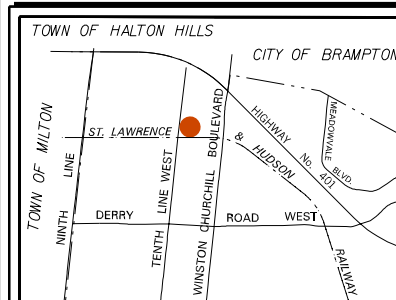 TOWN OF HALTON HILLS
CITY OF BRAMPTON
TOWN OF MILTON
ST. LAWRENCE
& HUDSON
RAILWAY
HIGHWAY No. 401
MEADOWVALE BLVD.
NINTH LINE
TENTH LINE WEST
WINSTON CHURCHILL BOULEVARD
DERRY ROAD WEST